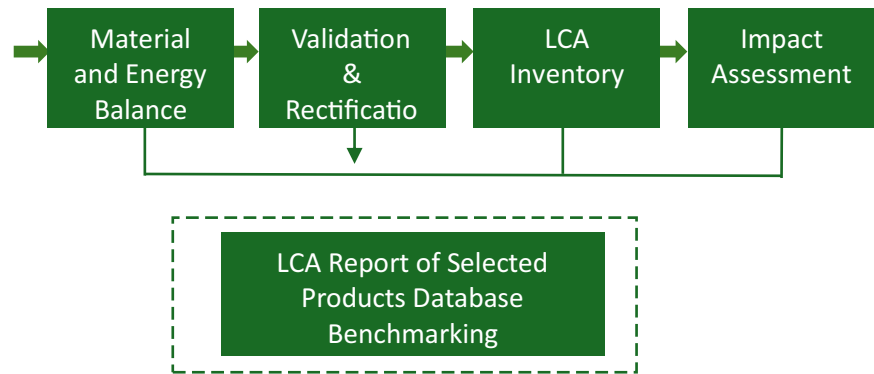 Material
and Energy
Balance
Validation
&
Rectificatio
LCA
Inventory
Impact
Assessment
LCA Report of Selected
Products Database
Benchmarking